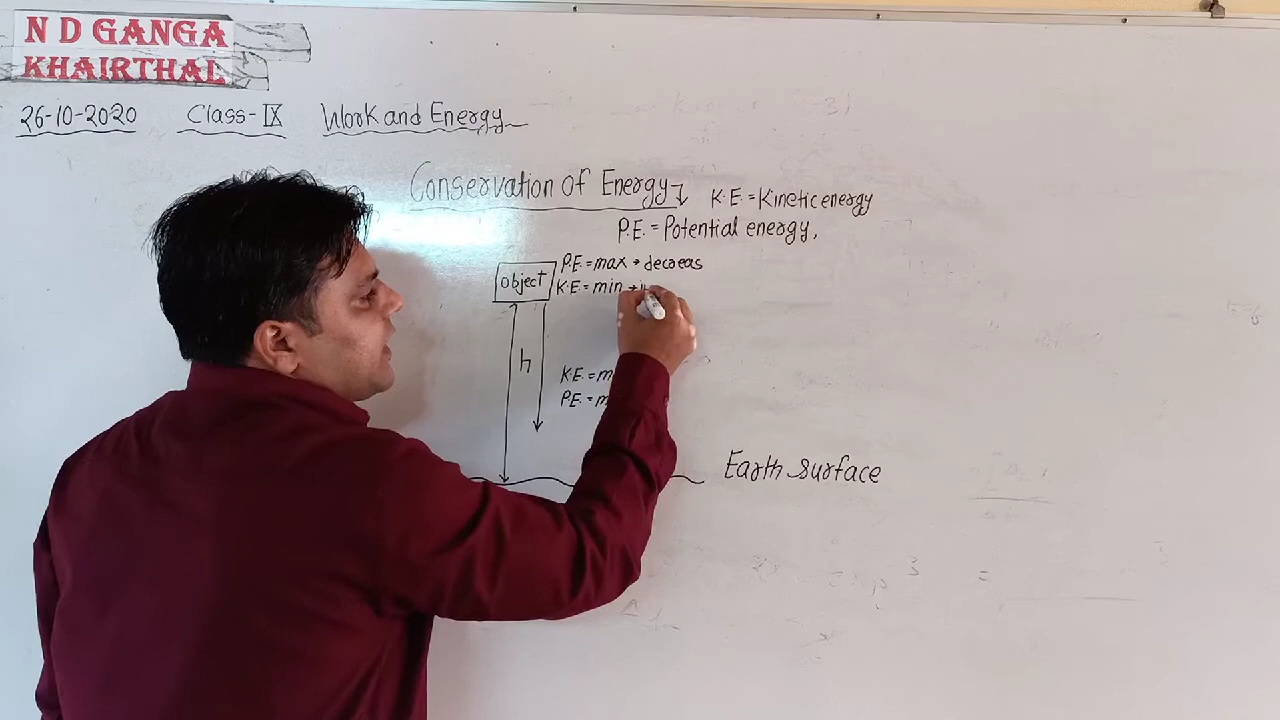 N D GANGA
KHAIRTHAL
26-10-2020 Class-IX Work and Energy
Conservation of Energy K.E. = Kinetic energy
P.E. = Potential energy,
object P.E. = max → decreas
K.E. = min →
h
K.E. =
P.E. =
Earth surface